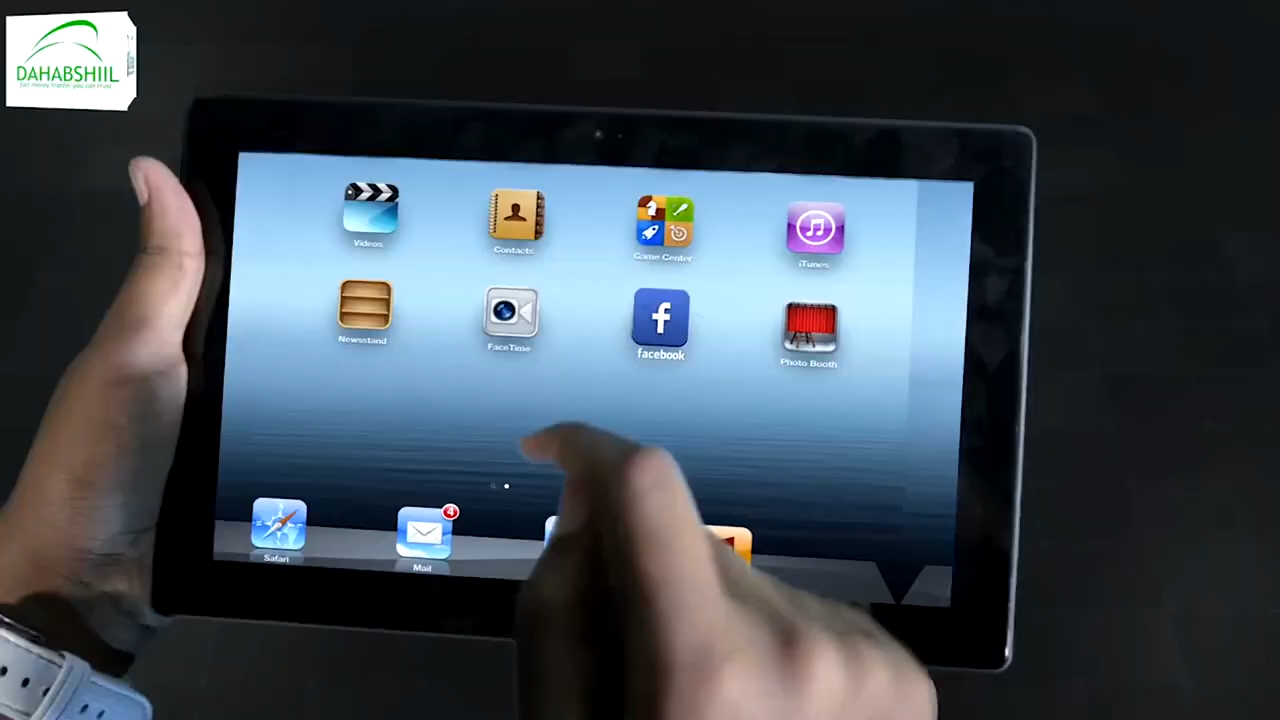 DAHABSHIIL
Videos
Contacts
Game Center
iTunes
Newsstand
FaceTime
facebook
Photo Booth
Safari
Mail
4